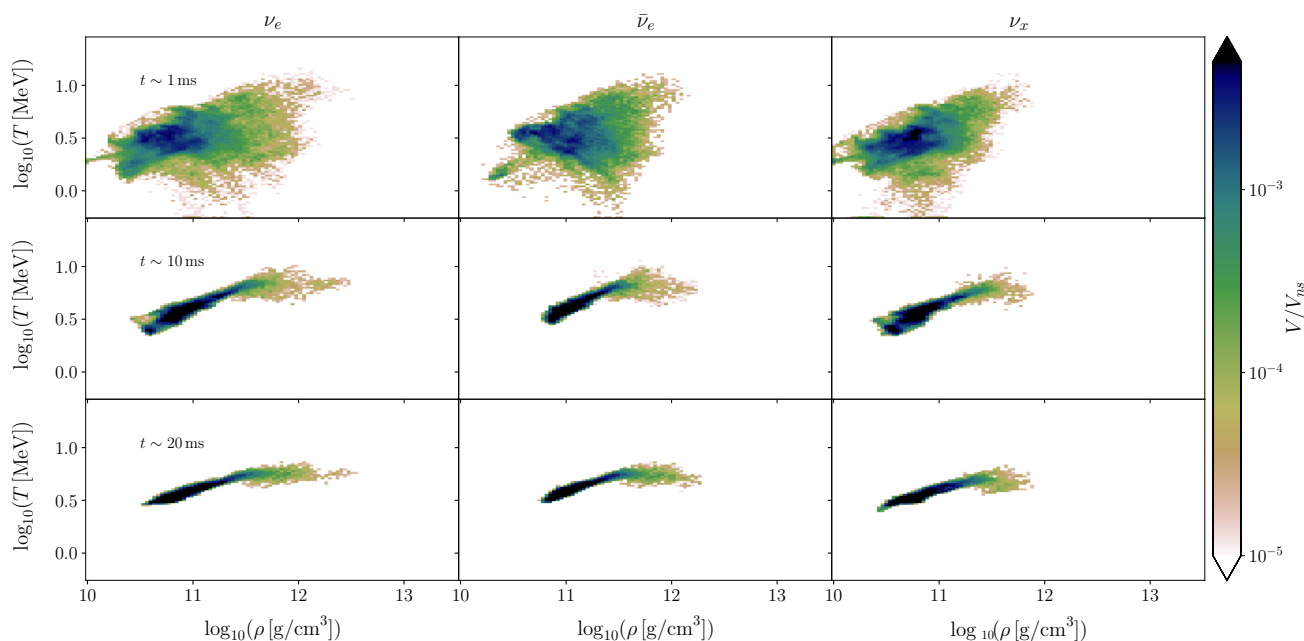 ν_e ν̄_e ν_x
log₁₀(T [MeV])
1.0
0.5
0.0
t ∼ 1 ms
log₁₀(T [MeV])
1.0
0.5
0.0
t ∼ 10 ms
log₁₀(T [MeV])
1.0
0.5
0.0
t ∼ 20 ms
10 11 12 13 10 11 12 13 10 11 12 13
log₁₀(ρ [g/cm³]) log₁₀(ρ [g/cm³]) log₁₀(ρ [g/cm³])
10⁻³
10⁻⁴
10⁻⁵
V/V_ns